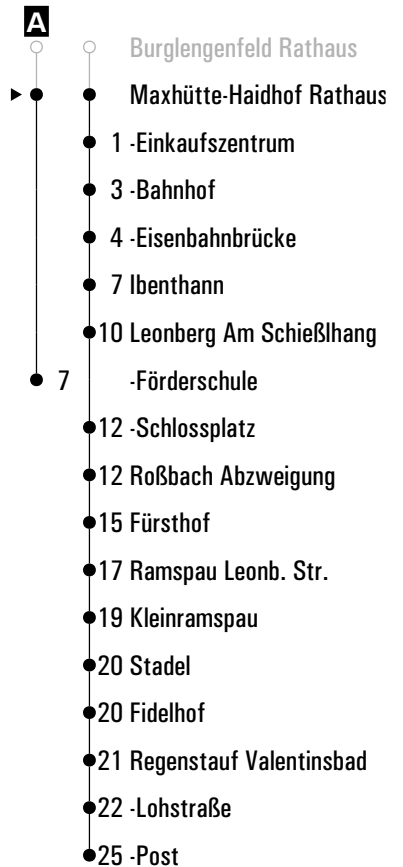 A
Burglengenfeld Rathaus
Maxhütte-Haidhof Rathaus
1 -Einkaufszentrum
3 -Bahnhof
4 -Eisenbahnbrücke
7 Ibenthann
10 Leonberg Am Schießlhang
7 -Förderschule
12 -Schlossplatz
12 Roßbach Abzweigung
15 Fürsthof
17 Ramspau Leonb. Str.
19 Kleinramspau
20 Stadel
20 Fidelhof
21 Regenstauf Valentinsbad
22 -Lohstraße
25 -Post